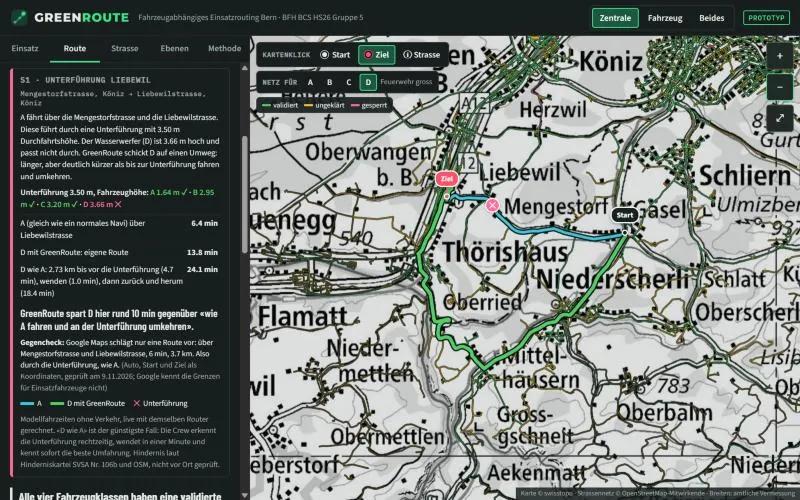 GREENROUTE
Fahrzeugabhängiges Einsatzrouting Bern · BFH BCS HS26 Gruppe 5
Zentrale
Fahrzeug
Beides
PROTOTYP
Einsatz
Route
Strasse
Ebenen
Methode
S1 · UNTERFÜHRUNG LIEBEWIL
Mengestorfstrasse, Köniz → Liebewilstrasse,
Köniz
A fährt über die Mengestorfstrasse und die Liebewilstrasse.
Diese führt durch eine Unterführung mit 3.50 m
Durchfahrtshöhe. Der Wasserwerfer (D) ist 3.66 m hoch und
passt nicht durch. GreenRoute schickt D auf einen Umweg:
länger, aber deutlich kürzer als bis zur Unterführung fahren
und umkehren.
Unterführung 3.50 m, Fahrzeughöhe: A 1.64 m ✓ · B 2.95
m ✓ · C 3.20 m ✓ · D 3.66 m ✕
A (gleich wie ein normales Navi) über
Liebewilstrasse
6.4 min
D mit GreenRoute: eigene Route
13.8 min
D wie A: 2.73 km bis vor die Unterführung (4.7
min), wenden (1.0 min), dann zurück und herum
(18.4 min)
24.1 min
GreenRoute spart D hier rund 10 min gegenüber «wie
A fahren und an der Unterführung umkehren».
Gegencheck: Google Maps schlägt nur eine Route vor: über
Mengestorfstrasse und Liebewilstrasse, 6 min, 3.7 km. Also
durch die Unterführung, wie A. (Auto, Start und Ziel als
Koordinaten, geprüft am 9.11.2026; Google kennt die Grenzen
für Einsatzfahrzeuge nicht)
A
D mit GreenRoute
✕ Unterführung
Modellfahrzeiten ohne Verkehr, live mit demselben Router
gerechnet. «D wie A» ist der günstigste Fall: Die Crew erkennt
die Unterführung rechtzeitig, wendet in einer Minute und
kennt sofort die beste Umfahrung. Hindernis laut
Hinderniskarte SVSA Nr. 106b und OSM, nicht vor Ort geprüft.
Alle vier Fahrzeugklassen haben eine validierte
KARTENKLICK
Start
Ziel
Strasse
NETZ FÜR
A
B
C
D
Feuerwehr gross
validiert
ungeklärt
gesperrt
+
−
Köniz
A12
Herzwil
Oberwangen
b. B.
12
Liebewil
Schliern
Ulmizberg
Ziel
Mengestorf
Start
Gasel
540
Thörishaus
Niederscherli
Schlatt
Oberried
Oberscherli
Flamatt
Nieder-
mettlen
Mittel-
häusern
783
Oberbalm
Gross-
gschneit
Obermettlen
Aekenmatt
Karte © swisstopo · Strassennetz © OpenStreetMap-Mitwirkende · Breiten: amtliche Vermessung